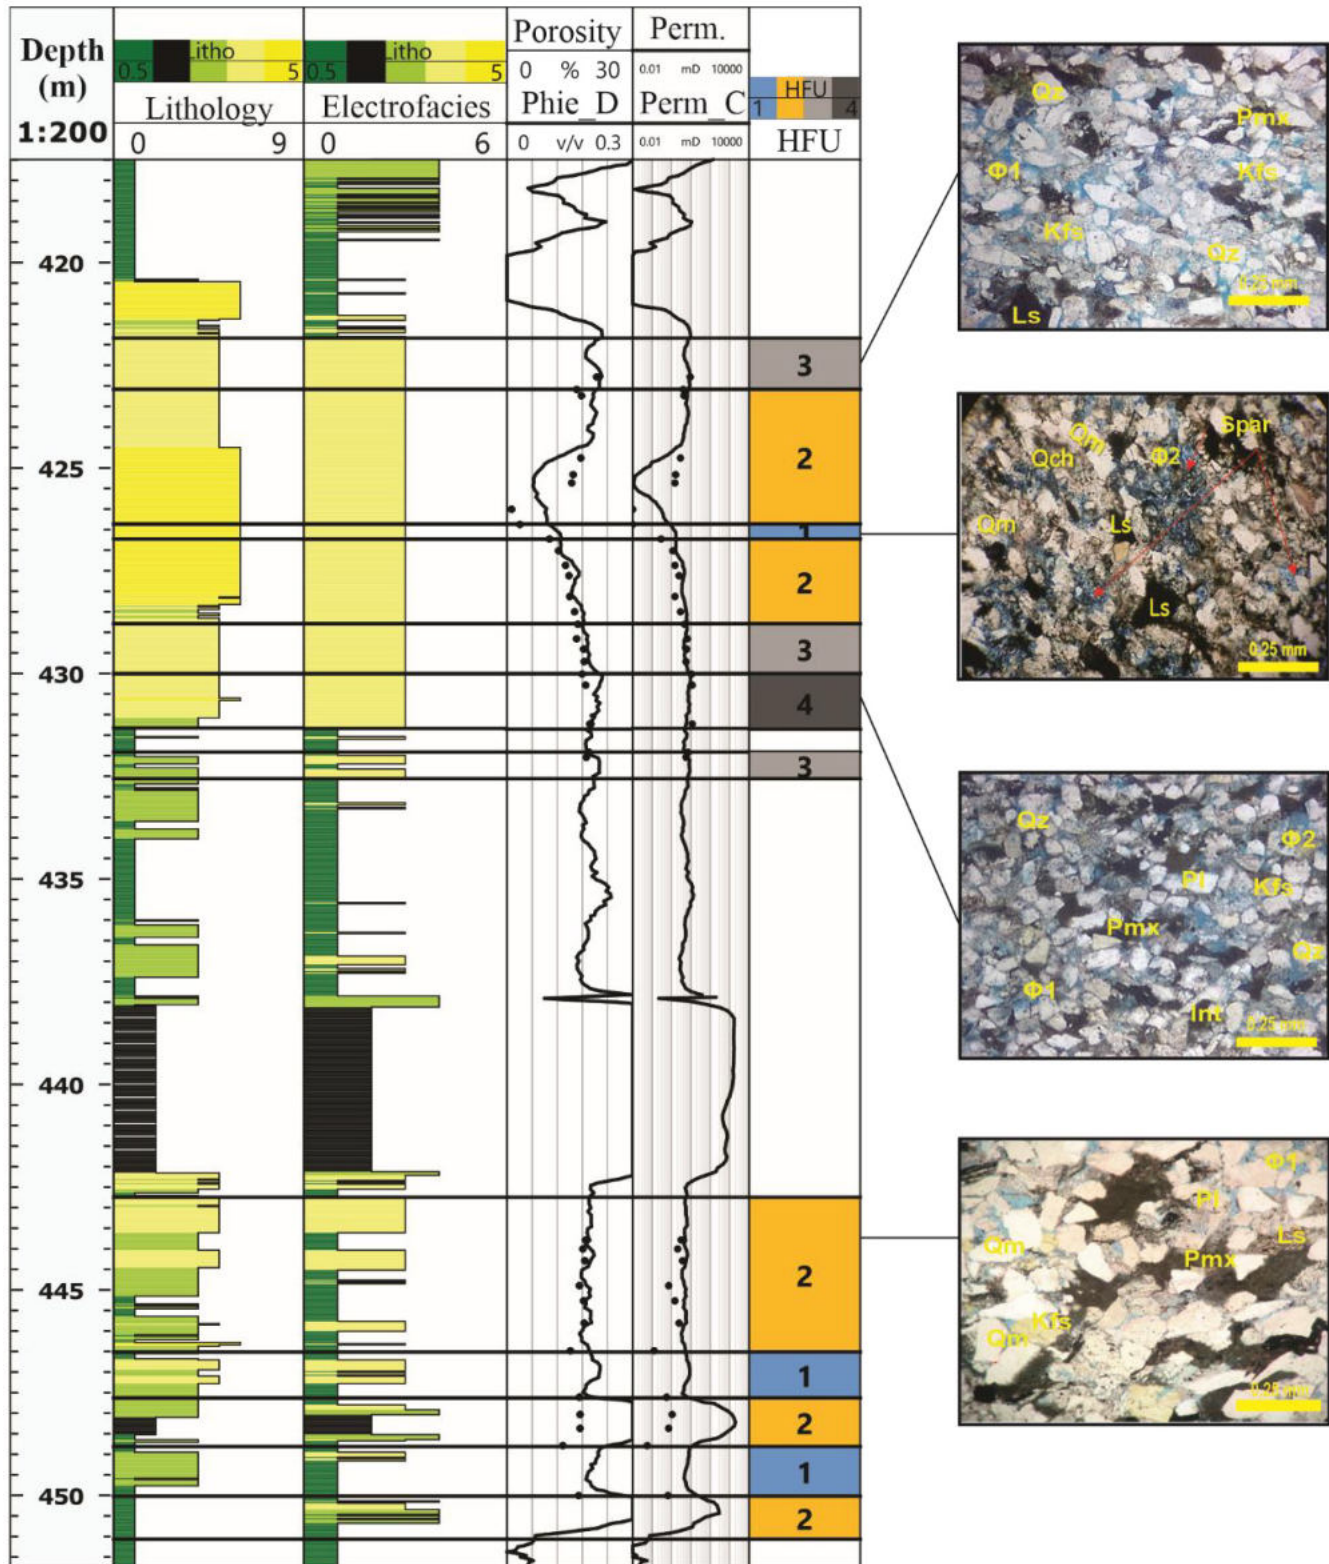 Depth
(m)
1:200
Litho
0.5 5
Lithology
0 9
Litho
0.5 5
Electrofacies
0 6
Porosity
0 % 30
Phie_D
0 v/v 0.3
Perm.
0.01 mD 10000
Perm_C
0.01 mD 10000
HFU
1 4
HFU
420
425
430
435
440
445
450
3
2
1
2
3
4
3
2
1
2
1
2
Qz
Pmx
Φ1
Kfs
Kfs
Qz
0.25 mm
Ls
Spar
Qm
Φ2
Qch
Qm
Ls
Ls
0.25 mm
Qz
Φ2
Pl
Kfs
Pmx
Qz
Φ1
Int
0.25 mm
Φ1
Pl
Ls
Qm
Pmx
Kfs
Qm
0.25 mm